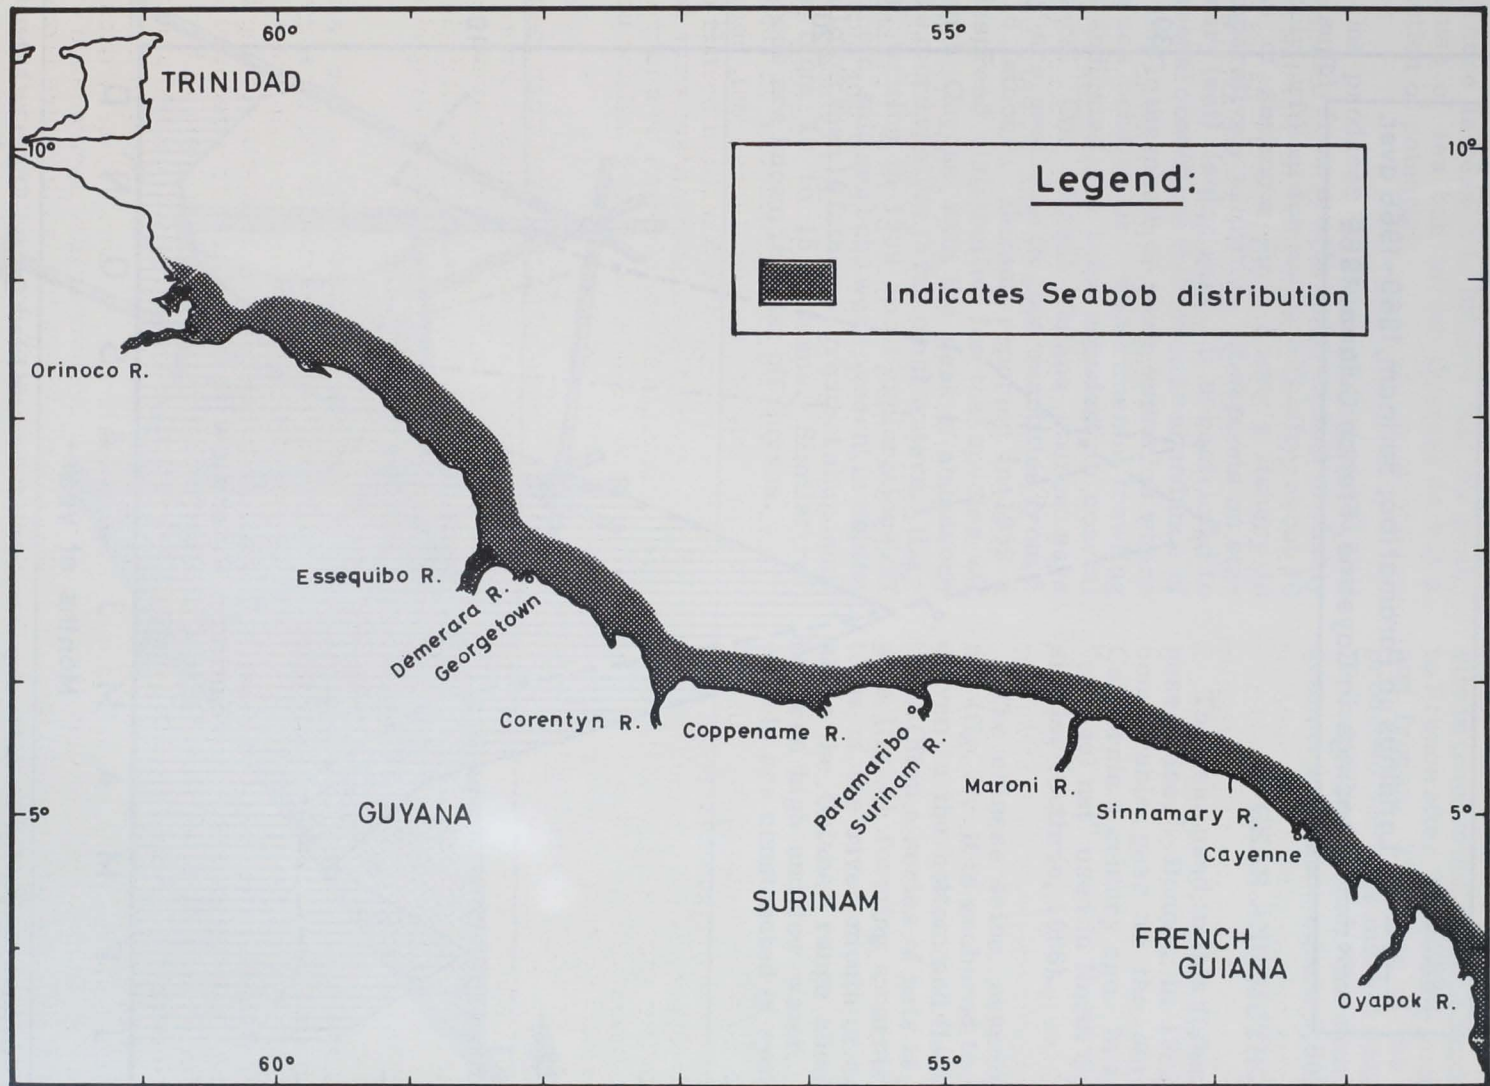 60°
55°
TRINIDAD
10°
10°
Legend:
Indicates Seabob distribution
Orinoco R.
Essequibo R.
Demerara R.
Georgetown
Corentyn R.
Coppename R.
Paramaribo
Surinam R.
Maroni R.
Sinnamary R.
Cayenne
5°
5°
GUYANA
SURINAM
FRENCH
GUIANA
Oyapok R.
60°
55°